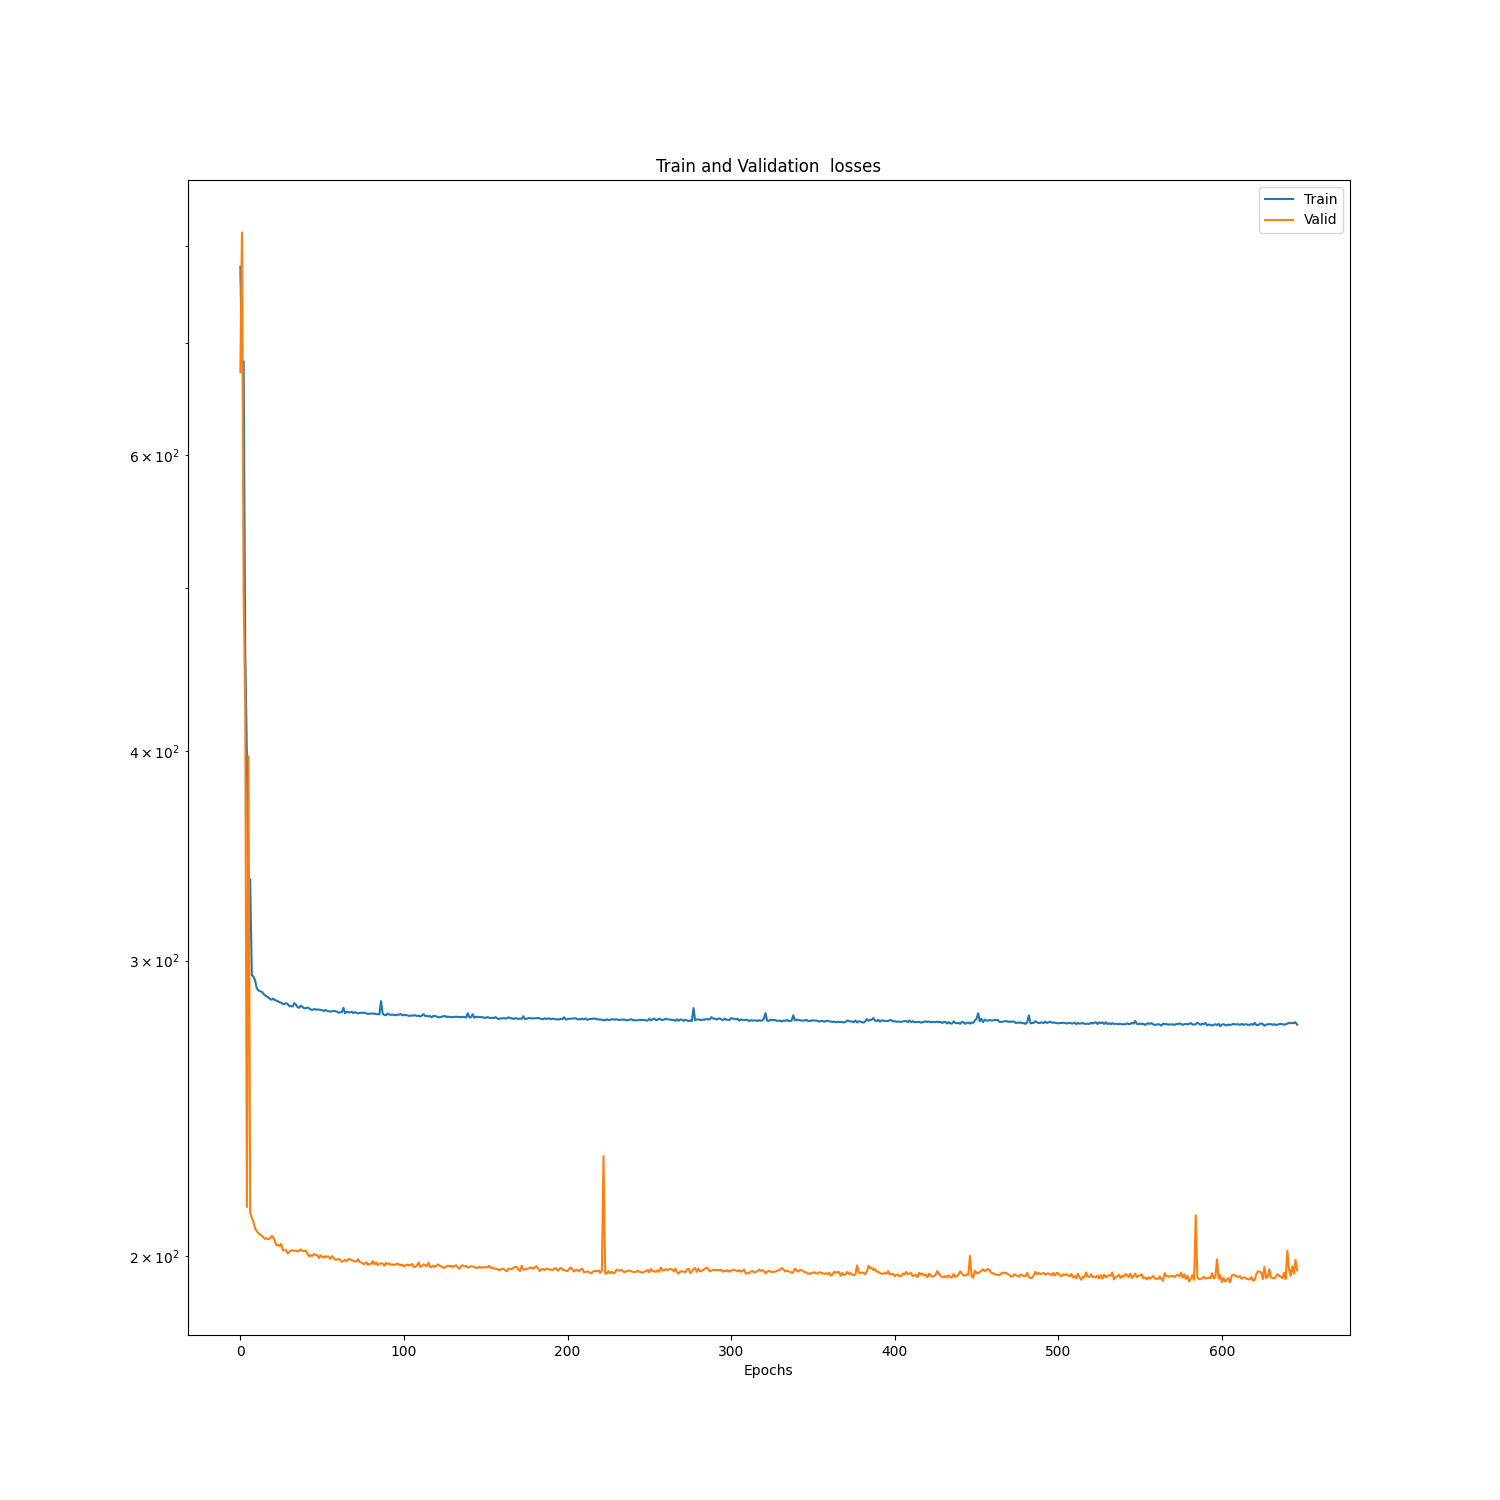 Train and Validation  losses
Train
Valid
6 × 10²
4 × 10²
3 × 10²
2 × 10²
0 100 200 300 400 500 600
Epochs